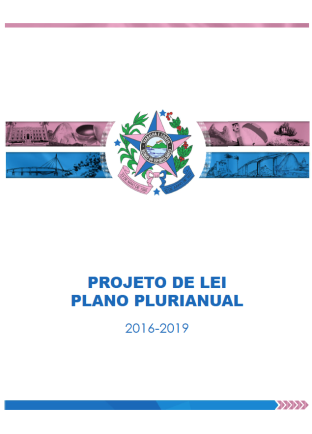 PROJETO DE LEI
PLANO PLURIANUAL
2016-2019